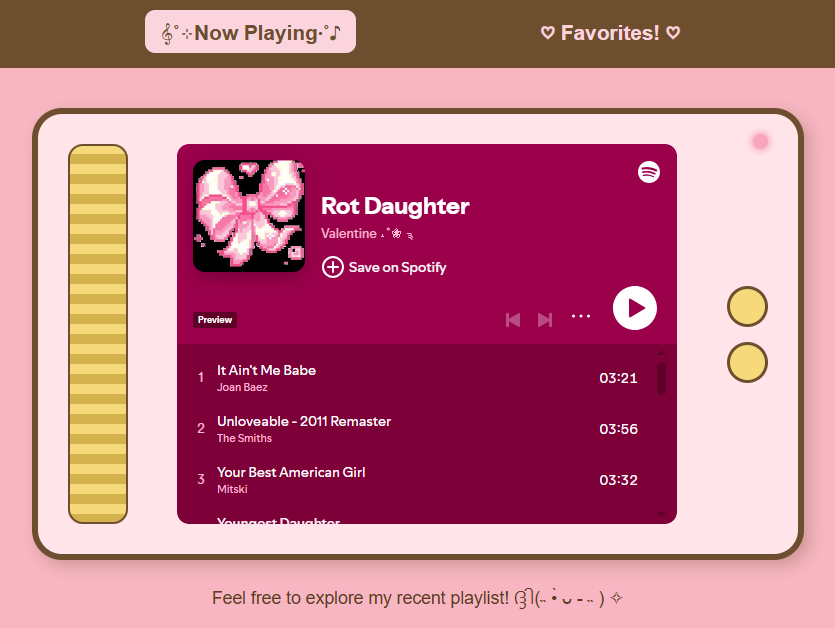 𝄞˚⊹Now Playing‧˚♪
♡ Favorites! ♡
Rot Daughter
Valentine
Save on Spotify
Preview
1 It Ain't Me Babe 03:21
Joan Baez
2 Unloveable - 2011 Remaster 03:56
The Smiths
3 Your Best American Girl 03:32
Mitski
Youngest Daughter
Feel free to explore my recent playlist! ✧